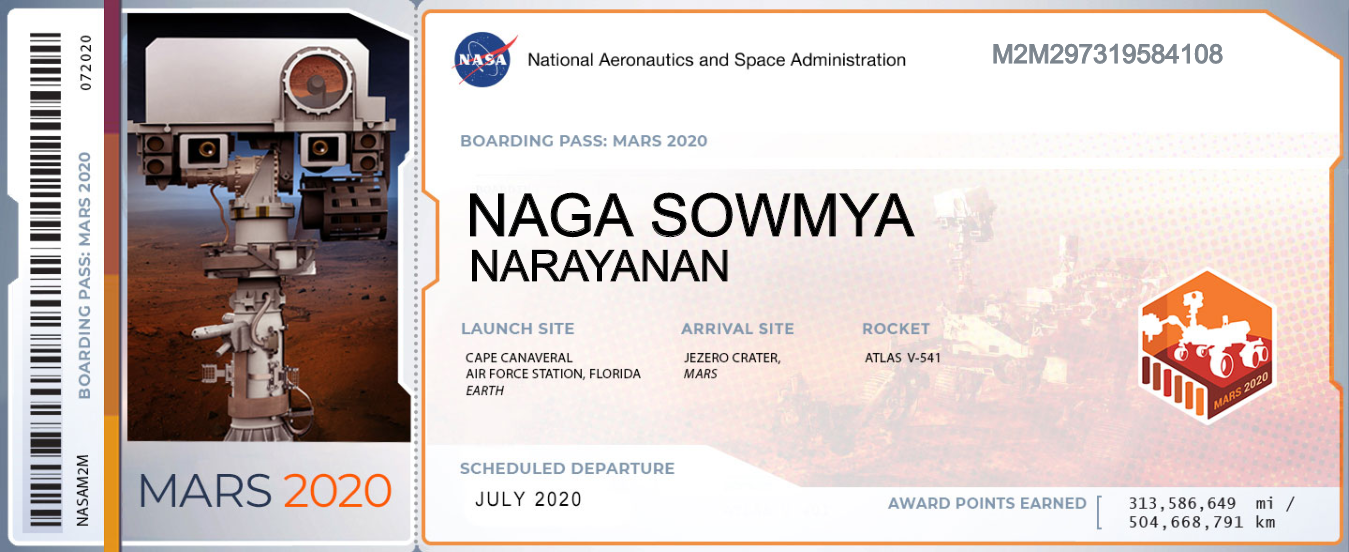 072020
BOARDING PASS: MARS 2020
NASAM2M
MARS 2020
NASA
National Aeronautics and Space Administration
M2M297319584108
BOARDING PASS: MARS 2020
NAGA SOWMYA
NARAYANAN
LAUNCH SITE
CAPE CANAVERAL
AIR FORCE STATION, FLORIDA
EARTH
ARRIVAL SITE
JEZERO CRATER,
MARS
ROCKET
ATLAS V-541
MARS 2020
SCHEDULED DEPARTURE
JULY 2020
AWARD POINTS EARNED
313,586,649 mi /
504,668,791 km